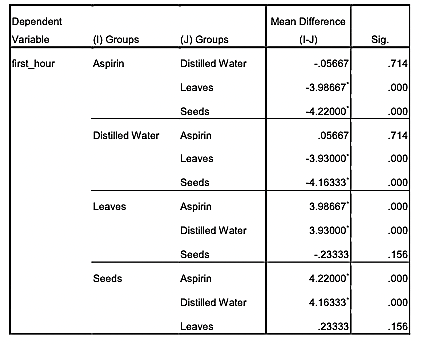 Dependent Variable (I) Groups (J) Groups Mean Difference (I-J) Sig.
first_hour Aspirin Distilled Water -.05667 .714
Leaves -3.98667* .000
Seeds -4.22000* .000
Distilled Water Aspirin .05667 .714
Leaves -3.93000* .000
Seeds -4.16333* .000
Leaves Aspirin 3.98667* .000
Distilled Water 3.93000* .000
Seeds -.23333 .156
Seeds Aspirin 4.22000* .000
Distilled Water 4.16333* .000
Leaves .23333 .156